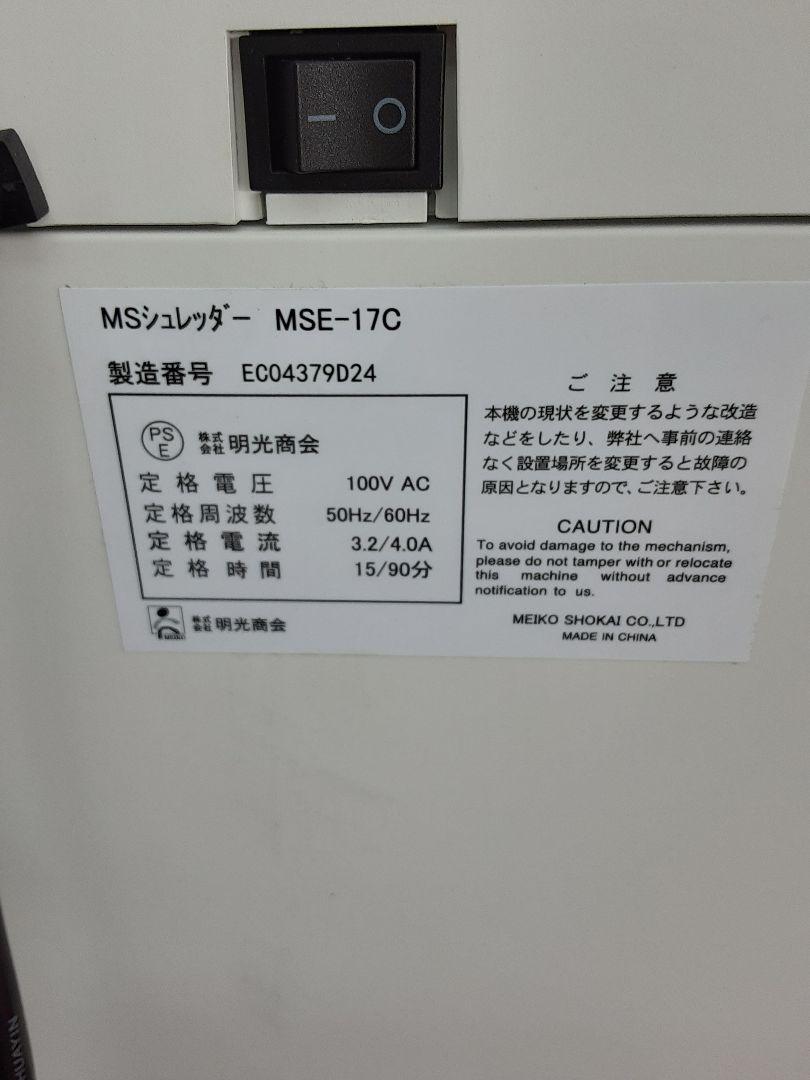 MSシュレッダー MSE-17C
製造番号 EC04379D24
PS
E
株式
会社 明光商会
定格電圧 100V AC
定格周波数 50Hz/60Hz
定格電流 3.2/4.0A
定格時間 15/90分
MEIKO
株式
会社 明光商会
ご注意
本機の現状を変更するような改造
などをしたり、弊社へ事前の連絡
なく設置場所を変更すると故障の
原因となりますので、ご注意下さい。
CAUTION
To avoid damage to the mechanism,
please do not tamper with or relocate
this machine without advance
notification to us.
MEIKO SHOKAI CO.,LTD
MADE IN CHINA
HUAYIN